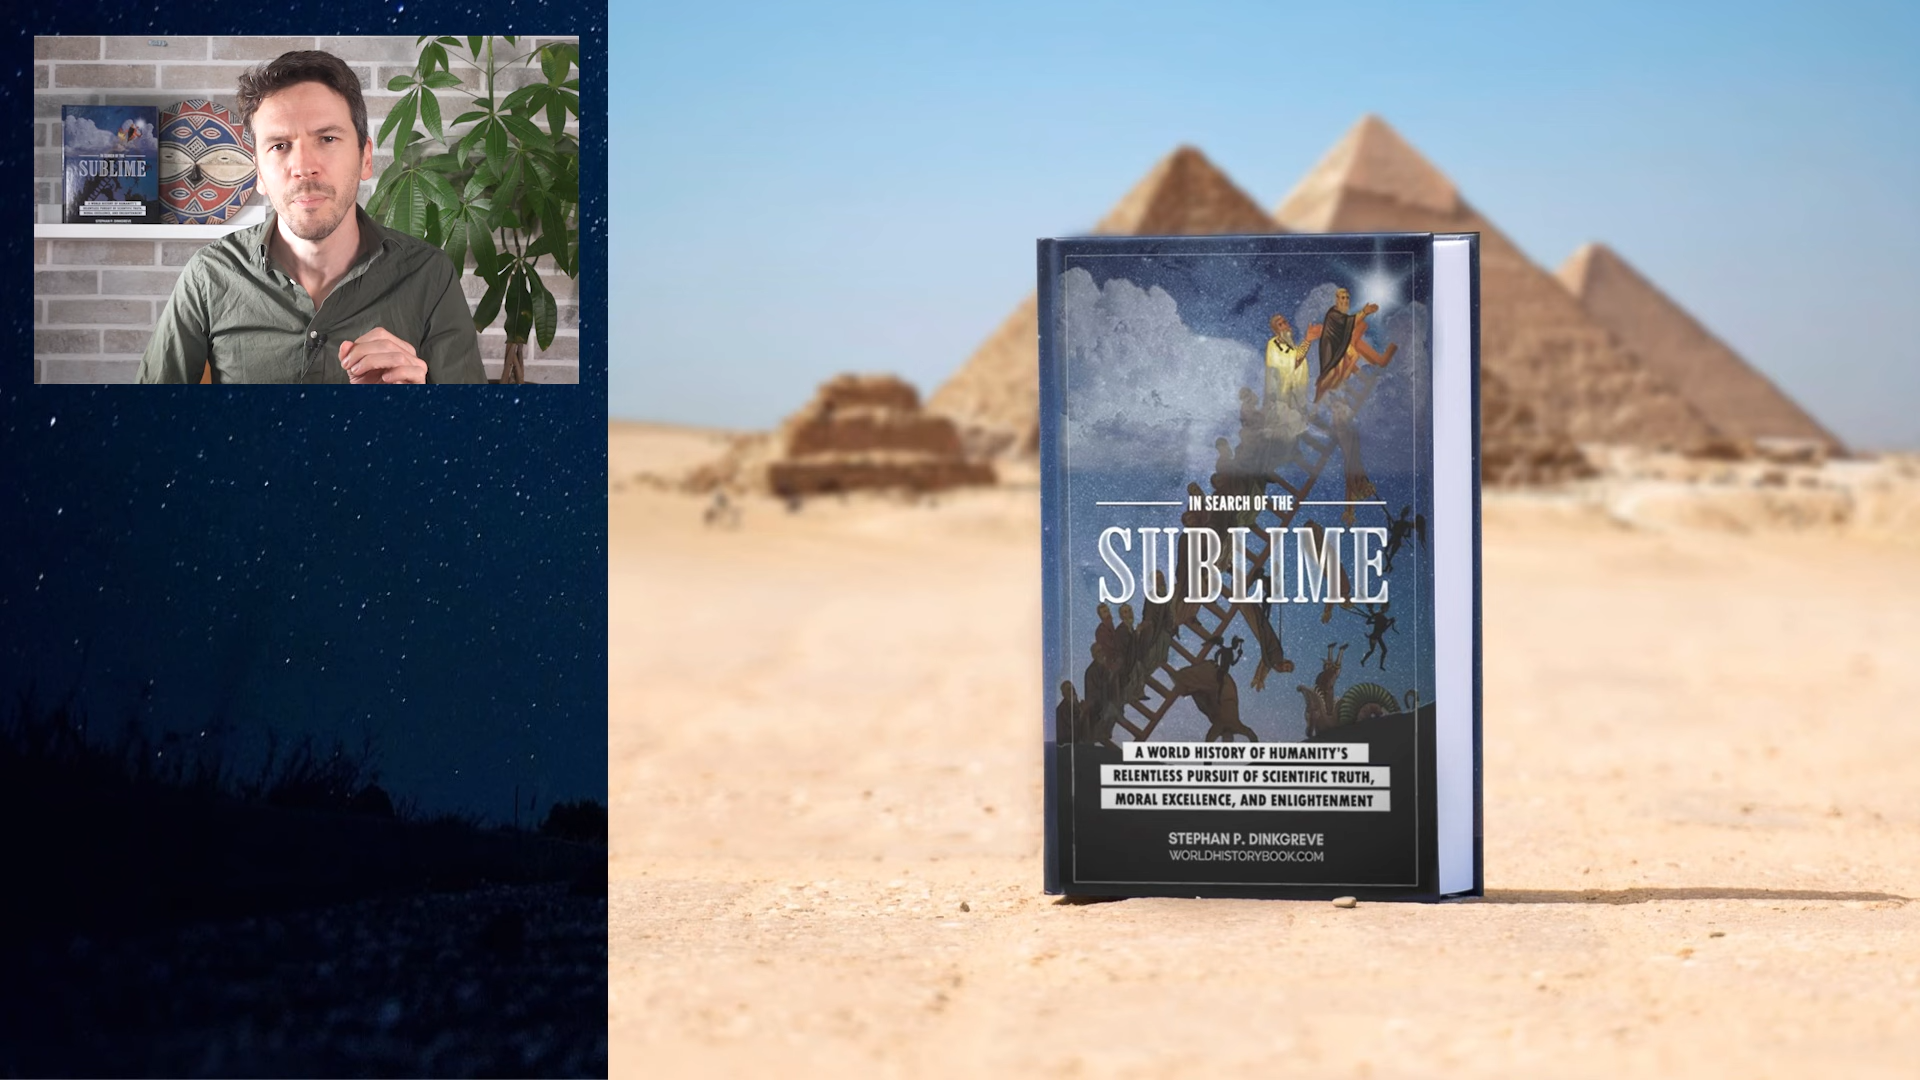 SUBLIME
IN SEARCH OF THE
SUBLIME
A WORLD HISTORY OF HUMANITY'S
RELENTLESS PURSUIT OF SCIENTIFIC TRUTH,
MORAL EXCELLENCE, AND ENLIGHTENMENT
STEPHAN P. DINKGREVE
WORLDHISTORYBOOK.COM